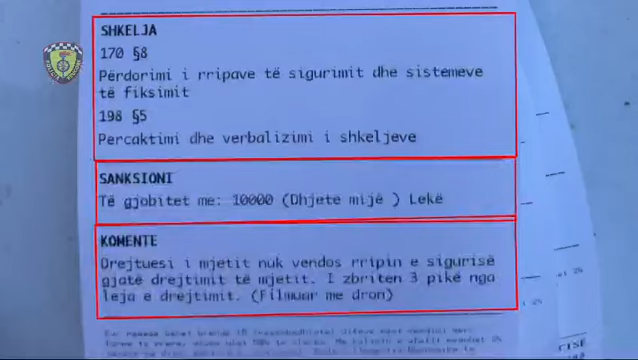 SHKELJA
170 §8
Përdorimi i rripave të sigurimit dhe sistemeve
të fiksimit
198 §5
Percaktimi dhe verbalizimi i shkeljeve
SANKSIONI
Të gjobitet me: 10000 (Dhjetë mijë ) Lekë
KOMENTE
Drejtuesi i mjetit nuk vendos rripin e sigurisë
gjatë drejtimit të mjetit. I zbriten 3 pikë nga
leja e drejtimit. (Filmuar me dron)